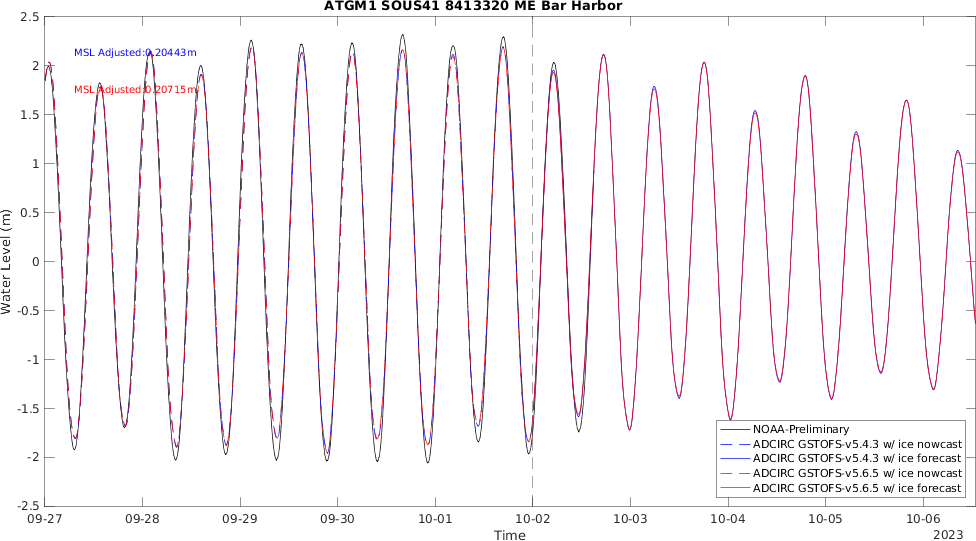 ATGM1 SOUS41 8413320 ME Bar Harbor
2.5
2
1.5
1
0.5
0
-0.5
-1
-1.5
-2
-2.5
Water Level (m)
MSL Adjusted:0.20443m
MSL Adjusted:0.20715m
NOAA-Preliminary
ADCIRC GSTOFS-v5.4.3 w/ ice nowcast
ADCIRC GSTOFS-v5.4.3 w/ ice forecast
ADCIRC GSTOFS-v5.6.5 w/ ice nowcast
ADCIRC GSTOFS-v5.6.5 w/ ice forecast
09-27 09-28 09-29 09-30 10-01 10-02 10-03 10-04 10-05 10-06
Time
2023